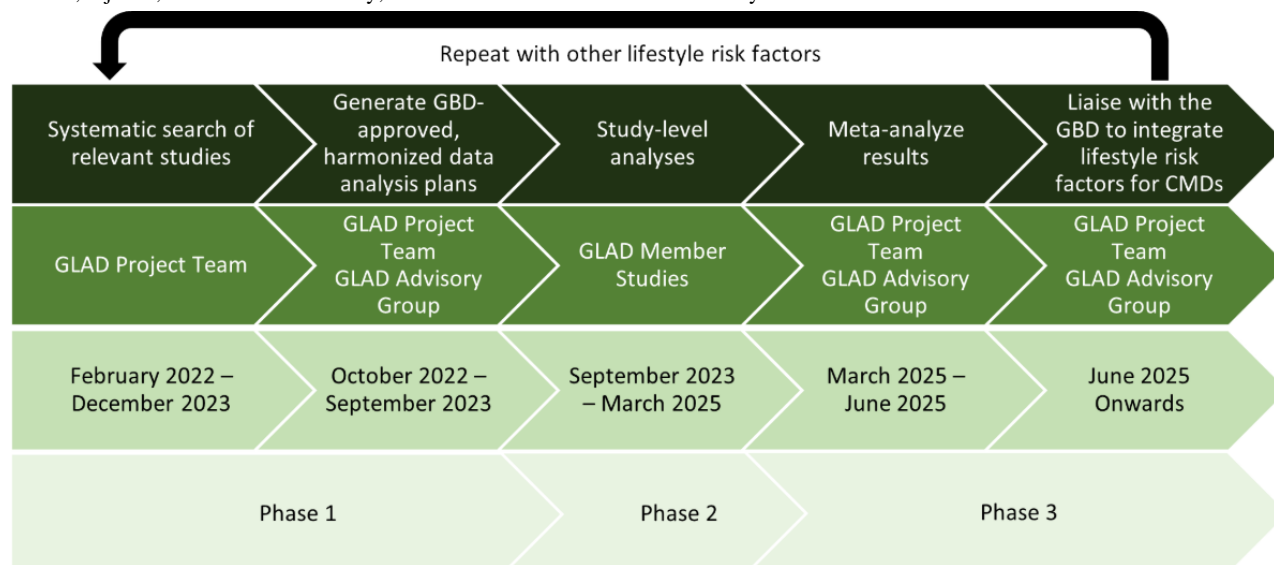 Repeat with other lifestyle risk factors
Systematic search of
relevant studies
Generate GBD-
approved,
harmonized data
analysis plans
Study-level
analyses
Meta-analyze
results
Liaise with the
GBD to integrate
lifestyle risk
factors for CMDs
GLAD Project Team
GLAD Project
Team
GLAD Advisory
Group
GLAD Member
Studies
GLAD Project
Team
GLAD Advisory
Group
GLAD Project
Team
GLAD Advisory
Group
February 2022 –
December 2023
October 2022 –
September 2023
September 2023
– March 2025
March 2025 –
June 2025
June 2025
Onwards
Phase 1
Phase 2
Phase 3